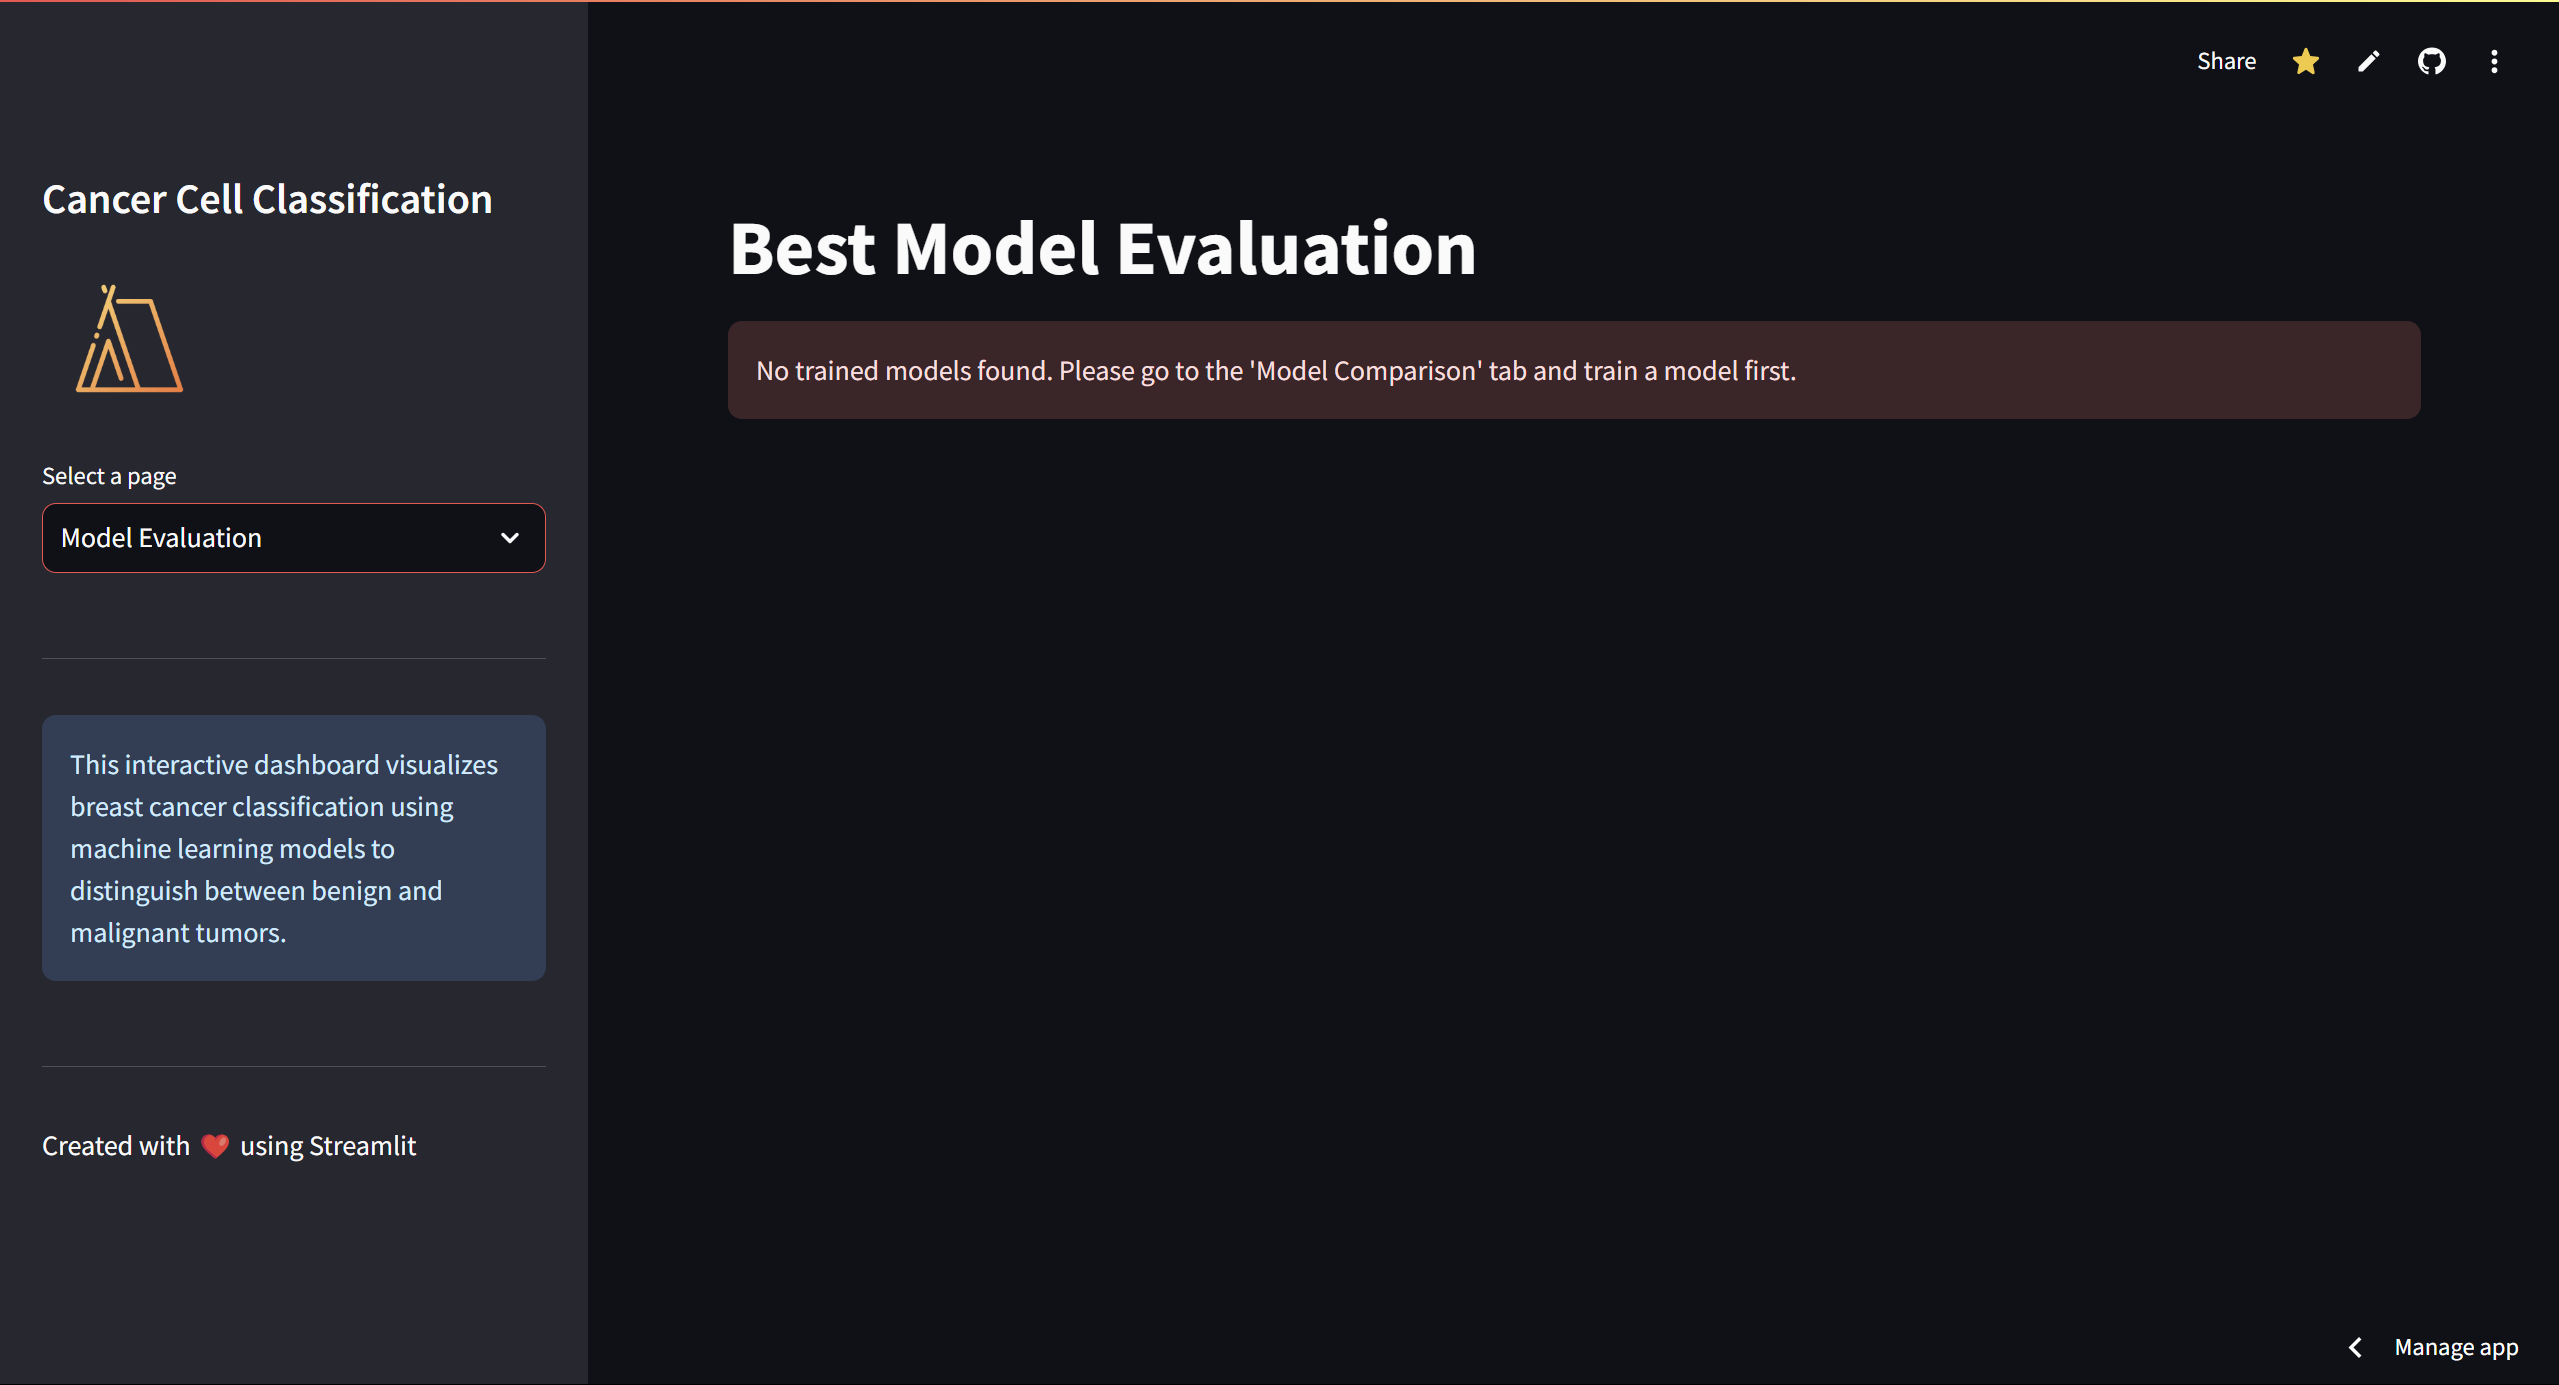 Share
Cancer Cell Classification
Select a page
Model Evaluation
This interactive dashboard visualizes
breast cancer classification using
machine learning models to
distinguish between benign and
malignant tumors.
Created with ❤️ using Streamlit
Best Model Evaluation
No trained models found. Please go to the 'Model Comparison' tab and train a model first.
Manage app